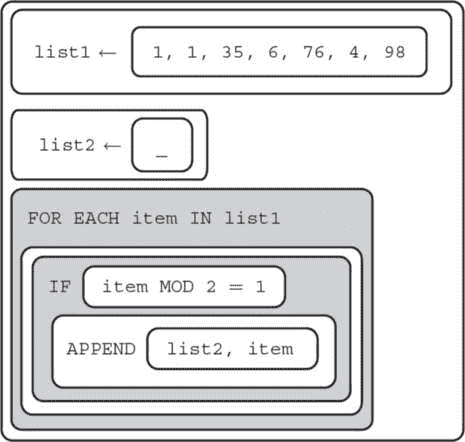 list1 ← 1, 1, 35, 6, 76, 4, 98
list2 ← _
FOR EACH item IN list1
IF item MOD 2 = 1
APPEND list2, item